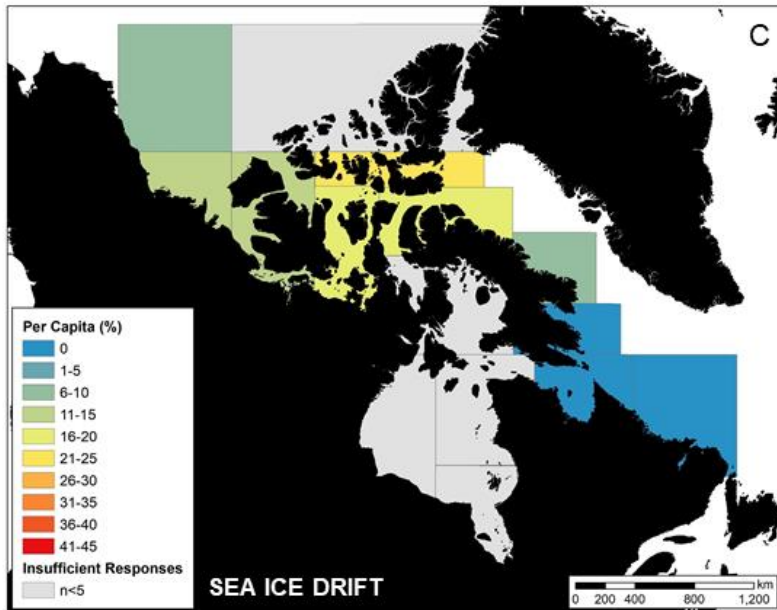 C
Per Capita (%)
0
1-5
6-10
11-15
16-20
21-25
26-30
31-35
36-40
41-45
Insufficient Responses
n<5
SEA ICE DRIFT
km
0 200 400 800 1,200